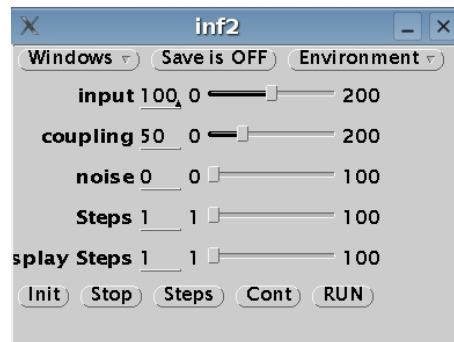 inf2
Windows Save is OFF Environment
input 100 0 200
coupling 50 0 200
noise 0 0 100
Steps 1 1 100
splay Steps 1 1 100
Init Stop Steps Cont RUN